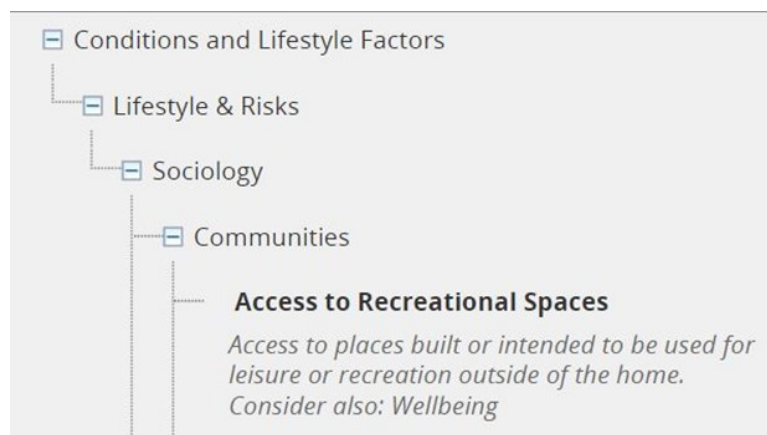 Conditions and Lifestyle Factors
Lifestyle & Risks
Sociology
Communities
Access to Recreational Spaces
Access to places built or intended to be used for
leisure or recreation outside of the home.
Consider also: Wellbeing